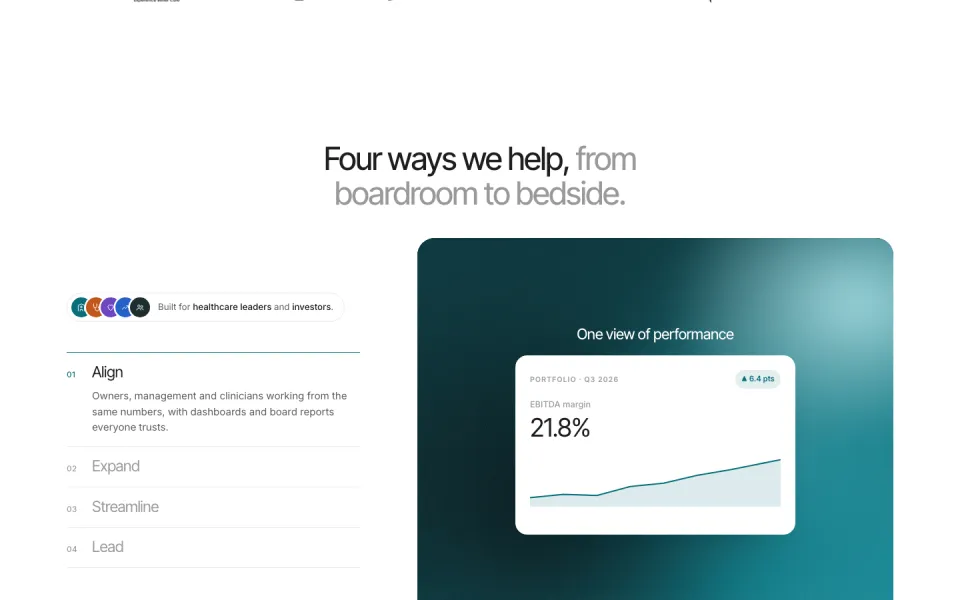 Four ways we help, from
boardroom to bedside.
Built for healthcare leaders and investors.
01 Align
Owners, management and clinicians working from the
same numbers, with dashboards and board reports
everyone trusts.
02 Expand
03 Streamline
04 Lead
One view of performance
PORTFOLIO · Q3 2026
▲ 6.4 pts
EBITDA margin
21.8%